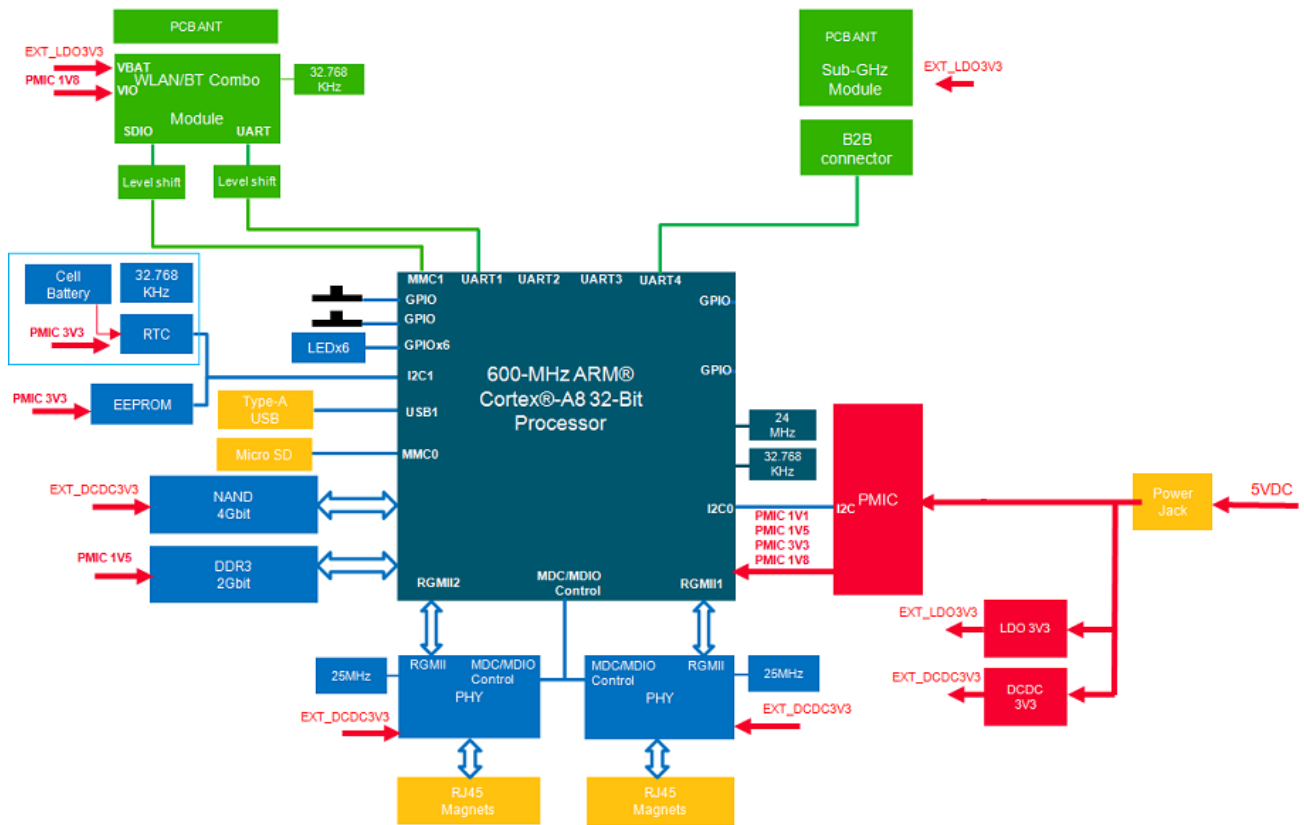 PCB ANT
EXT_LDO3V3
VBAT
PMIC 1V8
VIO
WLAN/BT Combo
Module
SDIO
UART
32.768
KHz
Level shift
Level shift
PCB ANT
Sub-GHz
Module
EXT_LDO3V3
B2B
connector
Cell
Battery
32.768
KHz
PMIC 3V3
RTC
PMIC 3V3
EEPROM
LEDx6
Type-A
USB
Micro SD
EXT_DCDC3V3
NAND
4Gbit
PMIC 1V5
DDR3
2Gbit
MMC1
UART1
UART2
UART3
UART4
GPIO
GPIO
GPIOx6
I2C1
USB1
MMC0
GPIO
GPIO
600-MHz ARM®
Cortex®-A8 32-Bit
Processor
I2C0
RGMII2
MDC/MDIO
Control
RGMII1
24
MHz
32.768
KHz
PMIC 1V1
PMIC 1V5
PMIC 3V3
PMIC 1V8
I2C
PMIC
Power
Jack
5VDC
EXT_LDO3V3
LDO 3V3
EXT_DCDC3V3
DCDC
3V3
25MHz
RGMII
MDC/MDIO
Control
PHY
EXT_DCDC3V3
MDC/MDIO
Control
RGMII
PHY
25MHz
EXT_DCDC3V3
RJ45
Magnets
RJ45
Magnets